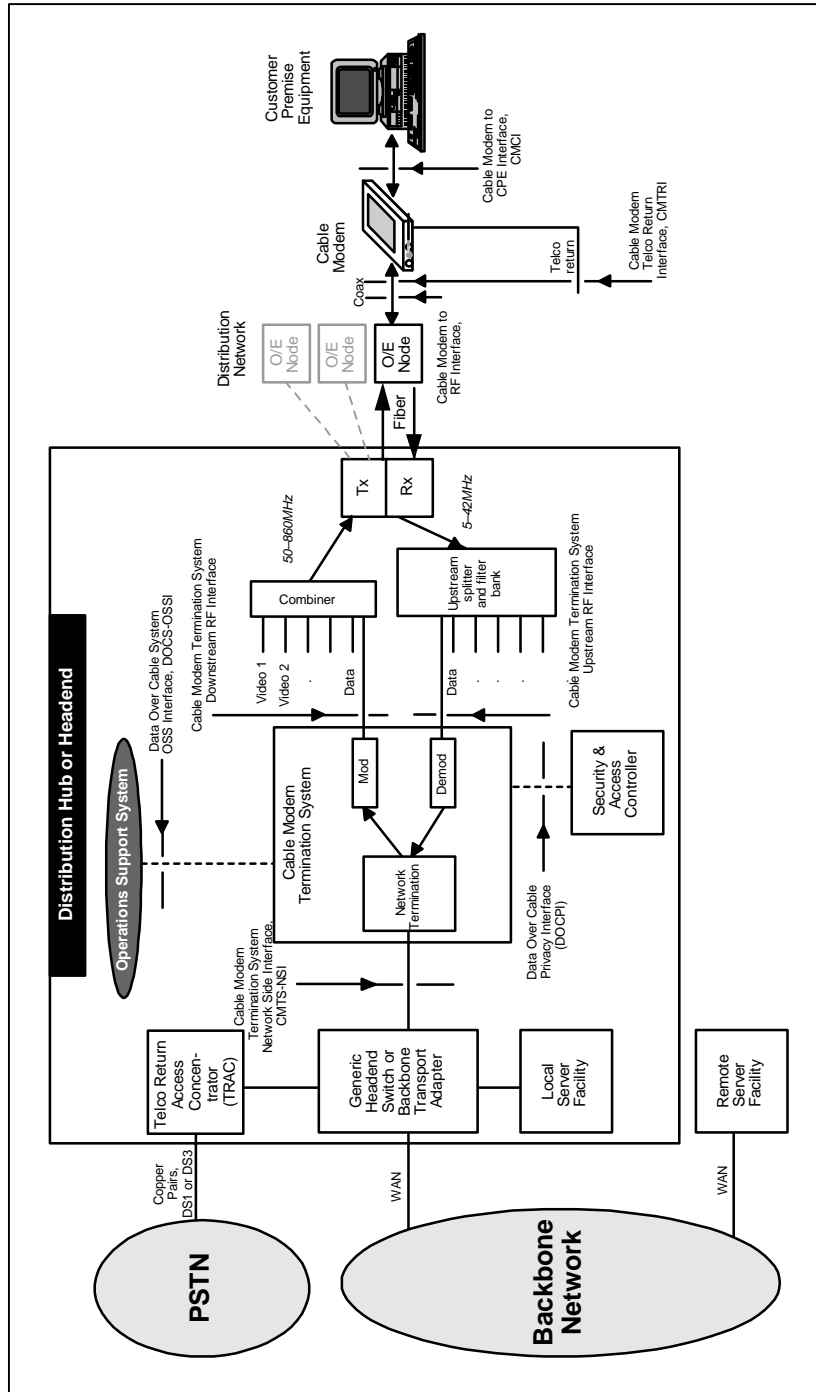 Distribution Hub or Headend
Operations Support System
Data Over Cable System
OSS Interface, DOCS-OSSI
PSTN
Copper
Pairs,
DS1 or DS3
Telco Return
Access
Concen-
trator
(TRAC)
Cable Modem
Termination System
Network Side Interface,
CMTS-NSI
Cable Modem
Termination System
Mod
Demod
Network
Termination
Cable Modem Termination System
Downstream RF Interface
Video 1
Video 2
.
.
Data
Combiner
50–860MHz
Tx
Rx
5–42MHz
Upstream
splitter
and filter
bank
Data
.
.
.
.
Cable Modem Termination System
Upstream RF Interface
Distribution
Network
O/E
Node
O/E
Node
O/E
Node
Fiber
Coax
Cable Modem to
RF Interface,
Cable
Modem
Customer
Premise
Equipment
Cable Modem to
CPE Interface,
CMCI
Telco
return
Cable Modem
Telco Return
Interface, CMTRI
Backbone
Network
WAN
Generic
Headend
Switch or
Backbone
Transport
Adapter
Local
Server
Facility
Data Over Cable
Privacy Interface
(DOCPI)
Security &
Access
Controller
WAN
Remote
Server
Facility